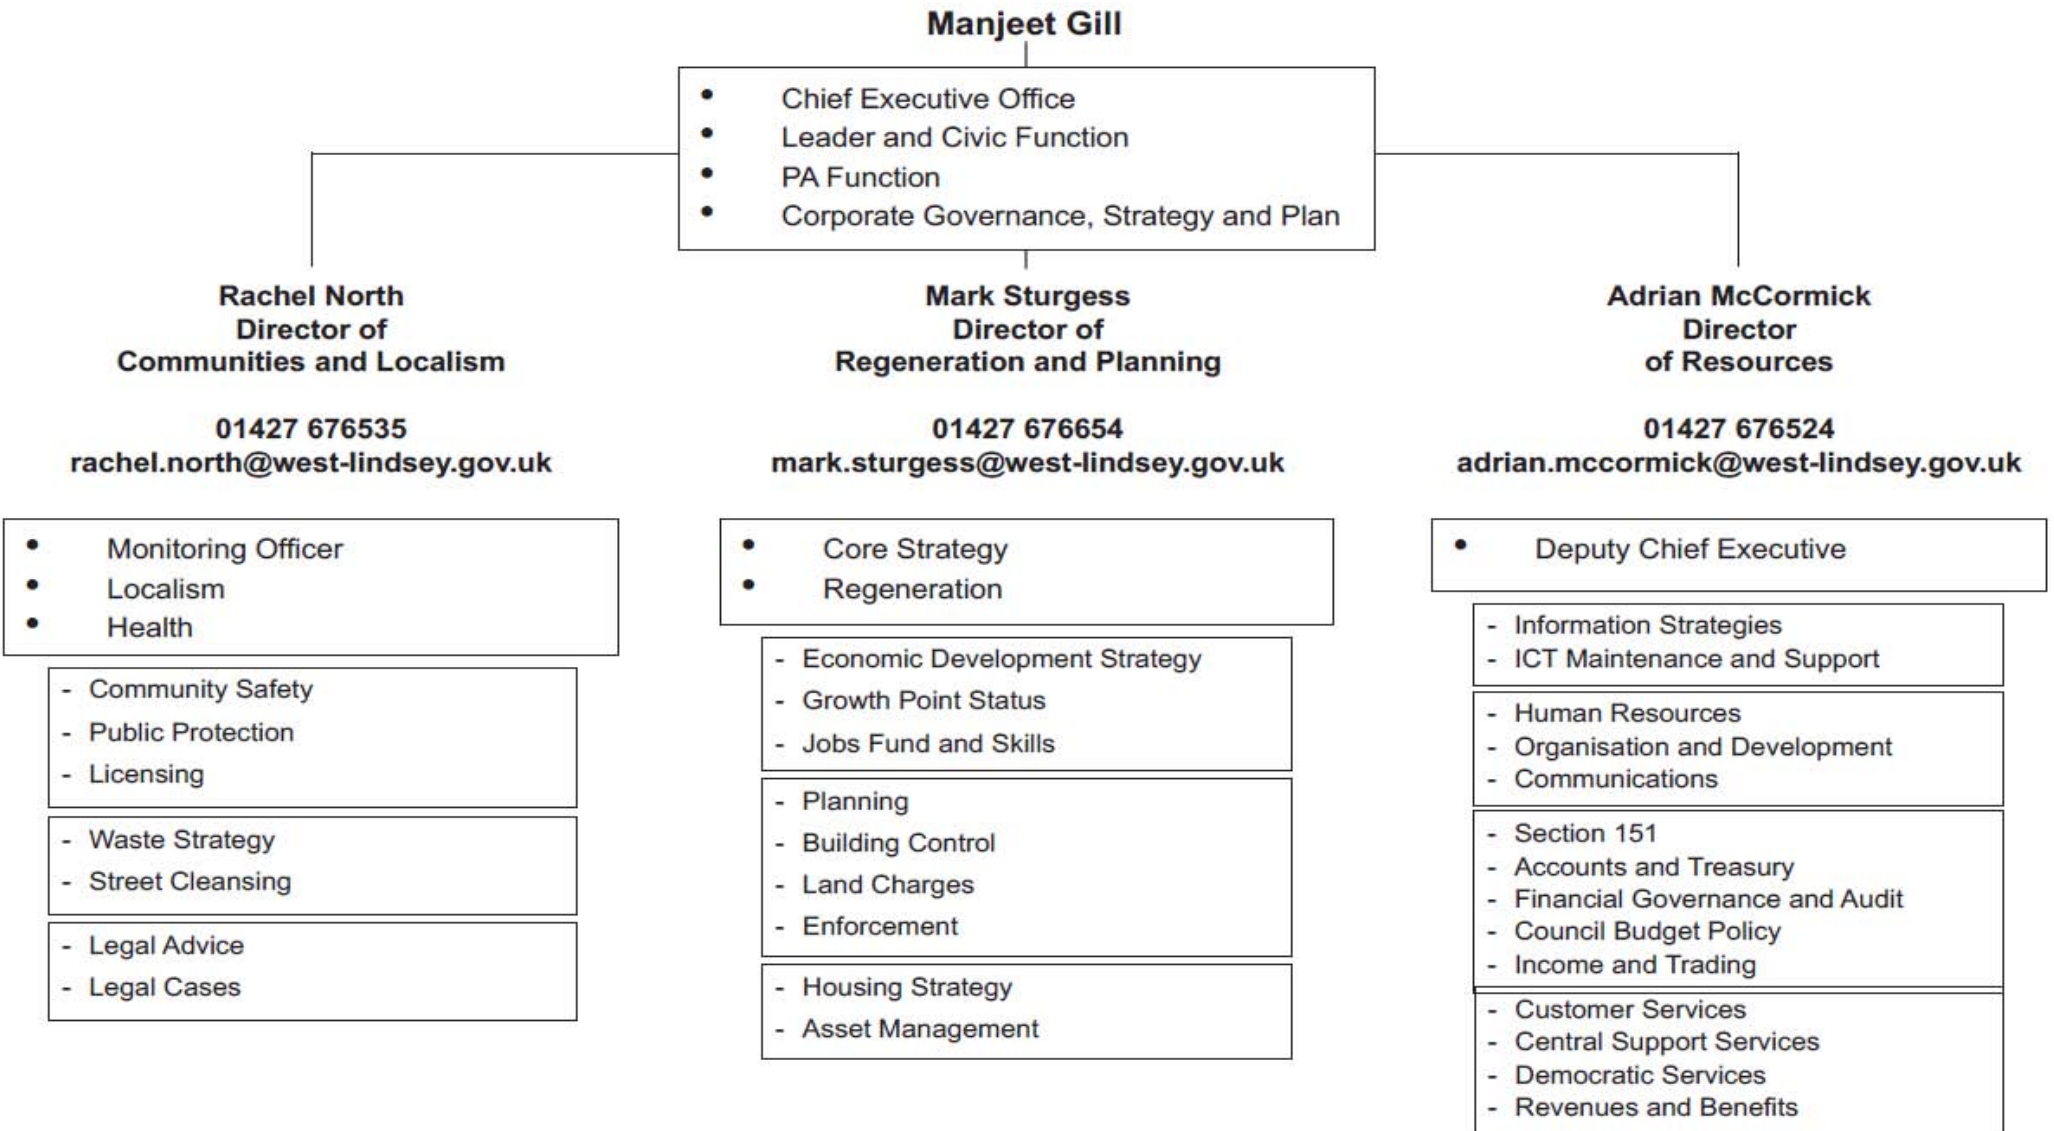 Manjeet Gill
• Chief Executive Office
• Leader and Civic Function
• PA Function
• Corporate Governance, Strategy and Plan
Rachel North
Director of
Communities and Localism
01427 676535
rachel.north@west-lindsey.gov.uk
• Monitoring Officer
• Localism
• Health
- Community Safety
- Public Protection
- Licensing
- Waste Strategy
- Street Cleansing
- Legal Advice
- Legal Cases
Mark Sturgess
Director of
Regeneration and Planning
01427 676654
mark.sturgess@west-lindsey.gov.uk
• Core Strategy
• Regeneration
- Economic Development Strategy
- Growth Point Status
- Jobs Fund and Skills
- Planning
- Building Control
- Land Charges
- Enforcement
- Housing Strategy
- Asset Management
Adrian McCormick
Director
of Resources
01427 676524
adrian.mccormick@west-lindsey.gov.uk
• Deputy Chief Executive
- Information Strategies
- ICT Maintenance and Support
- Human Resources
- Organisation and Development
- Communications
- Section 151
- Accounts and Treasury
- Financial Governance and Audit
- Council Budget Policy
- Income and Trading
- Customer Services
- Central Support Services
- Democratic Services
- Revenues and Benefits